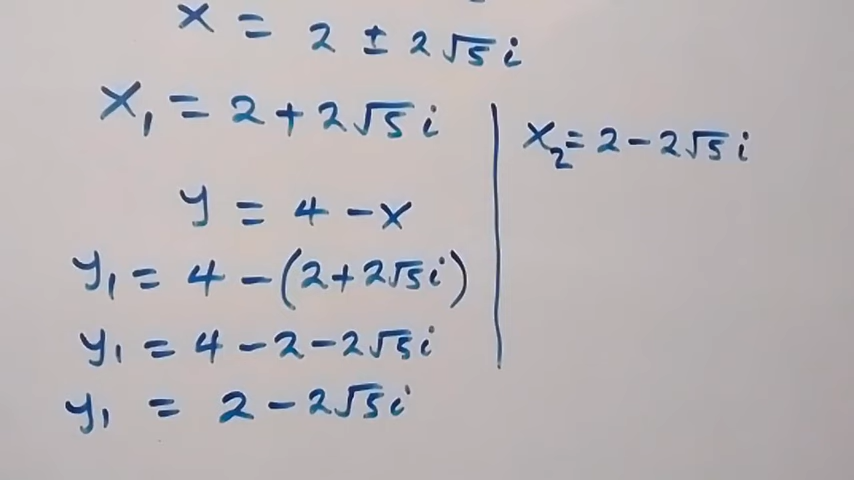 x = 2 ± 2√5 i
x₁ = 2 + 2√5 i
y = 4 - x
y₁ = 4 - (2 + 2√5 i)
y₁ = 4 - 2 - 2√5 i
y₁ = 2 - 2√5 i
x₂ = 2 - 2√5 i